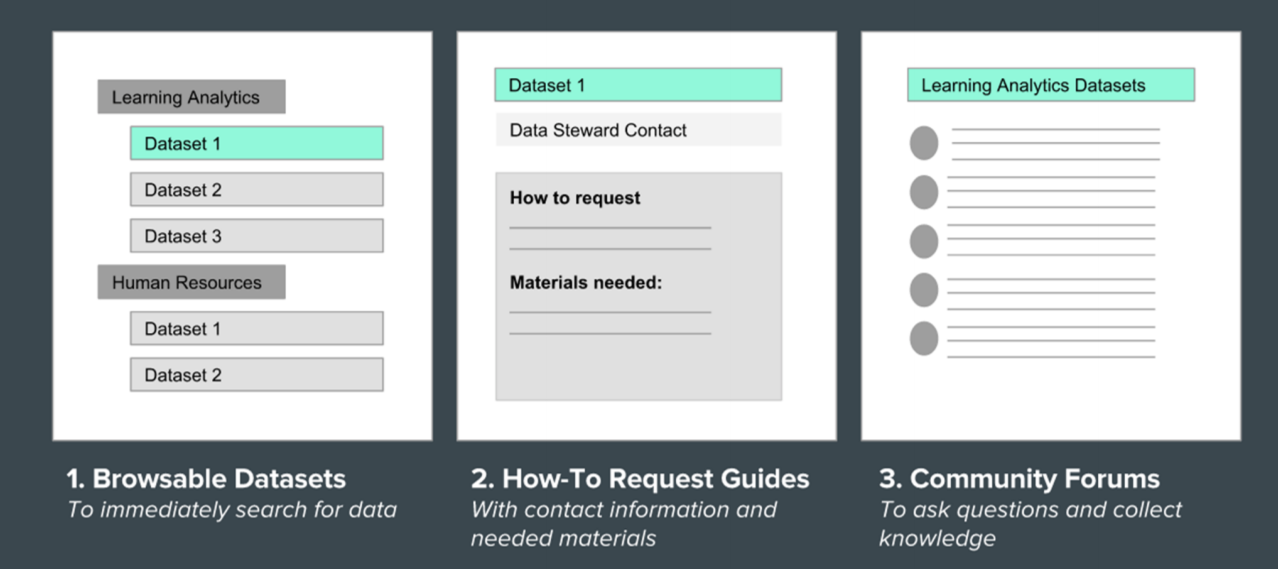 Learning Analytics
Dataset 1
Dataset 2
Dataset 3
Human Resources
Dataset 1
Dataset 2
1. Browsable Datasets
To immediately search for data
Dataset 1
Data Steward Contact
How to request
Materials needed:
2. How-To Request Guides
With contact information and
needed materials
Learning Analytics Datasets
3. Community Forums
To ask questions and collect
knowledge